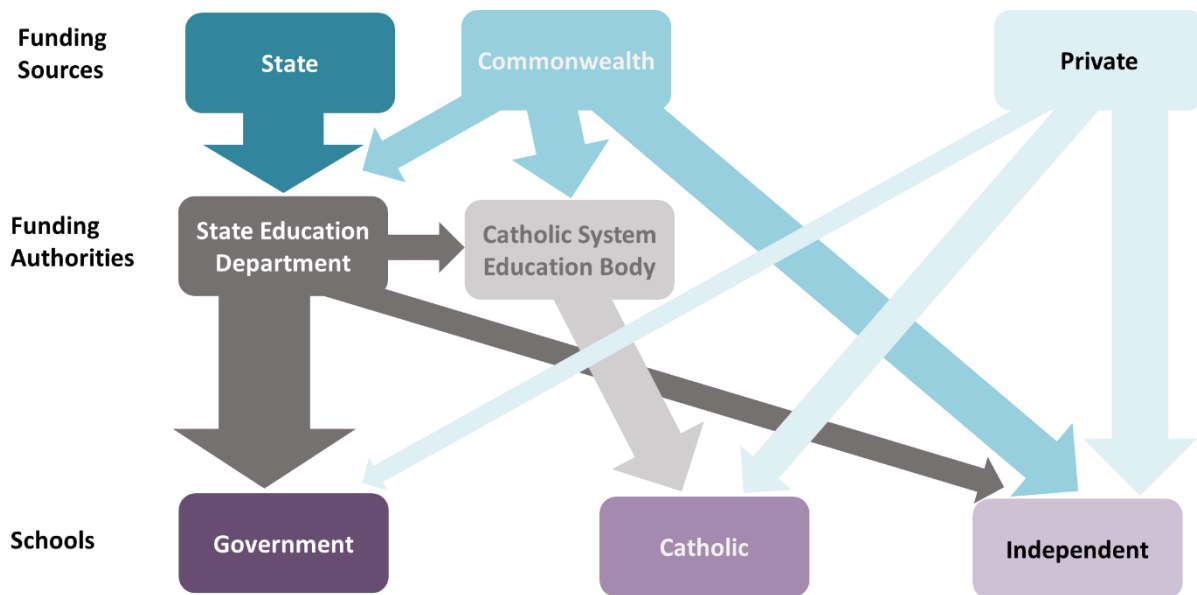 Funding
Sources
State
Commonwealth
Private
Funding
Authorities
State Education
Department
Catholic System
Education Body
Schools
Government
Catholic
Independent